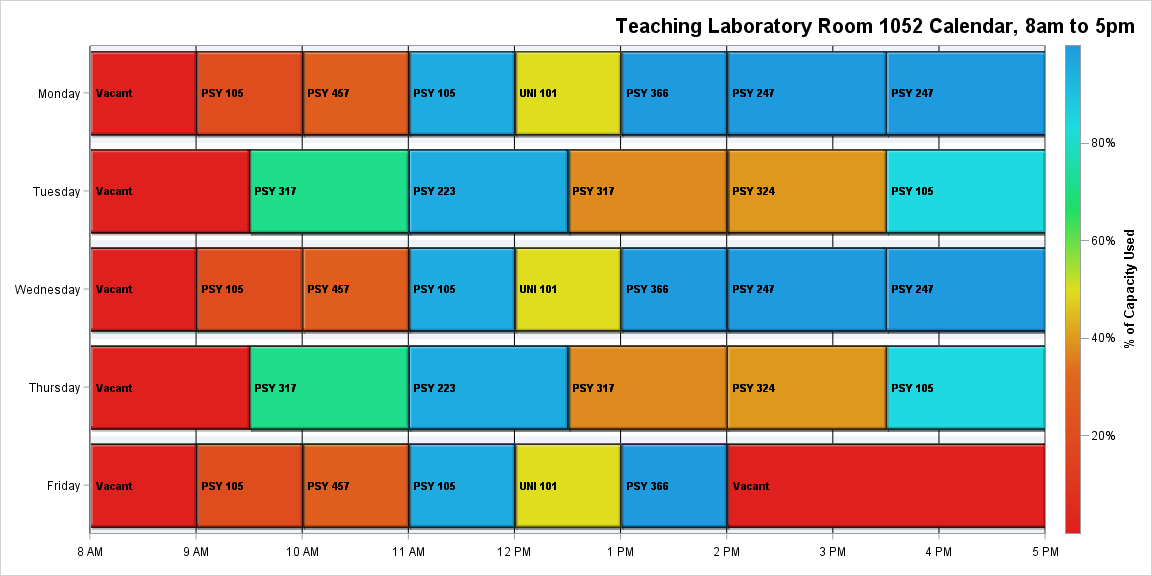 Teaching Laboratory Room 1052 Calendar, 8am to 5pm
Monday
Vacant
PSY 105
PSY 457
PSY 105
UNI 101
PSY 366
PSY 247
PSY 247
Tuesday
Vacant
PSY 317
PSY 223
PSY 317
PSY 324
PSY 105
Wednesday
Vacant
PSY 105
PSY 457
PSY 105
UNI 101
PSY 366
PSY 247
PSY 247
Thursday
Vacant
PSY 317
PSY 223
PSY 317
PSY 324
PSY 105
Friday
Vacant
PSY 105
PSY 457
PSY 105
UNI 101
PSY 366
Vacant
8 AM
9 AM
10 AM
11 AM
12 PM
1 PM
2 PM
3 PM
4 PM
5 PM
80%
60%
40%
20%
% of Capacity Used